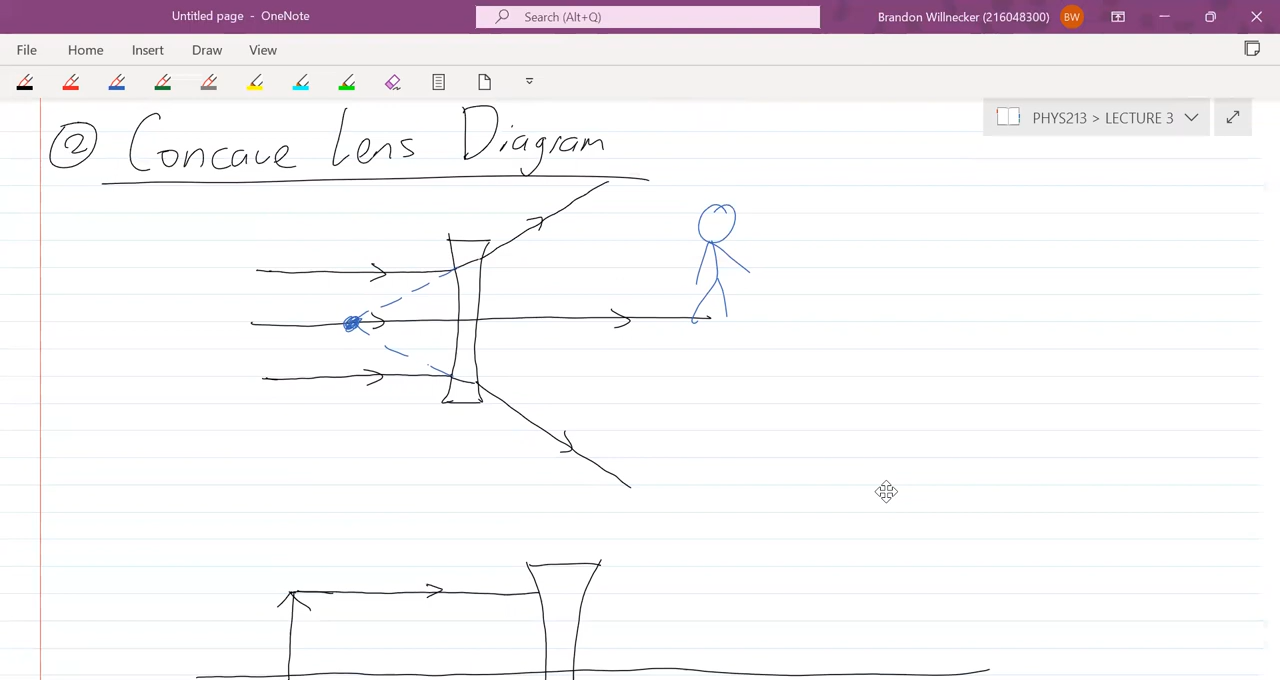 Untitled page - OneNote
Search (Alt+Q)
Brandon Willnecker (216048300)
BW
File Home Insert Draw View
PHYS213 > LECTURE 3
② Concave Lens Diagram